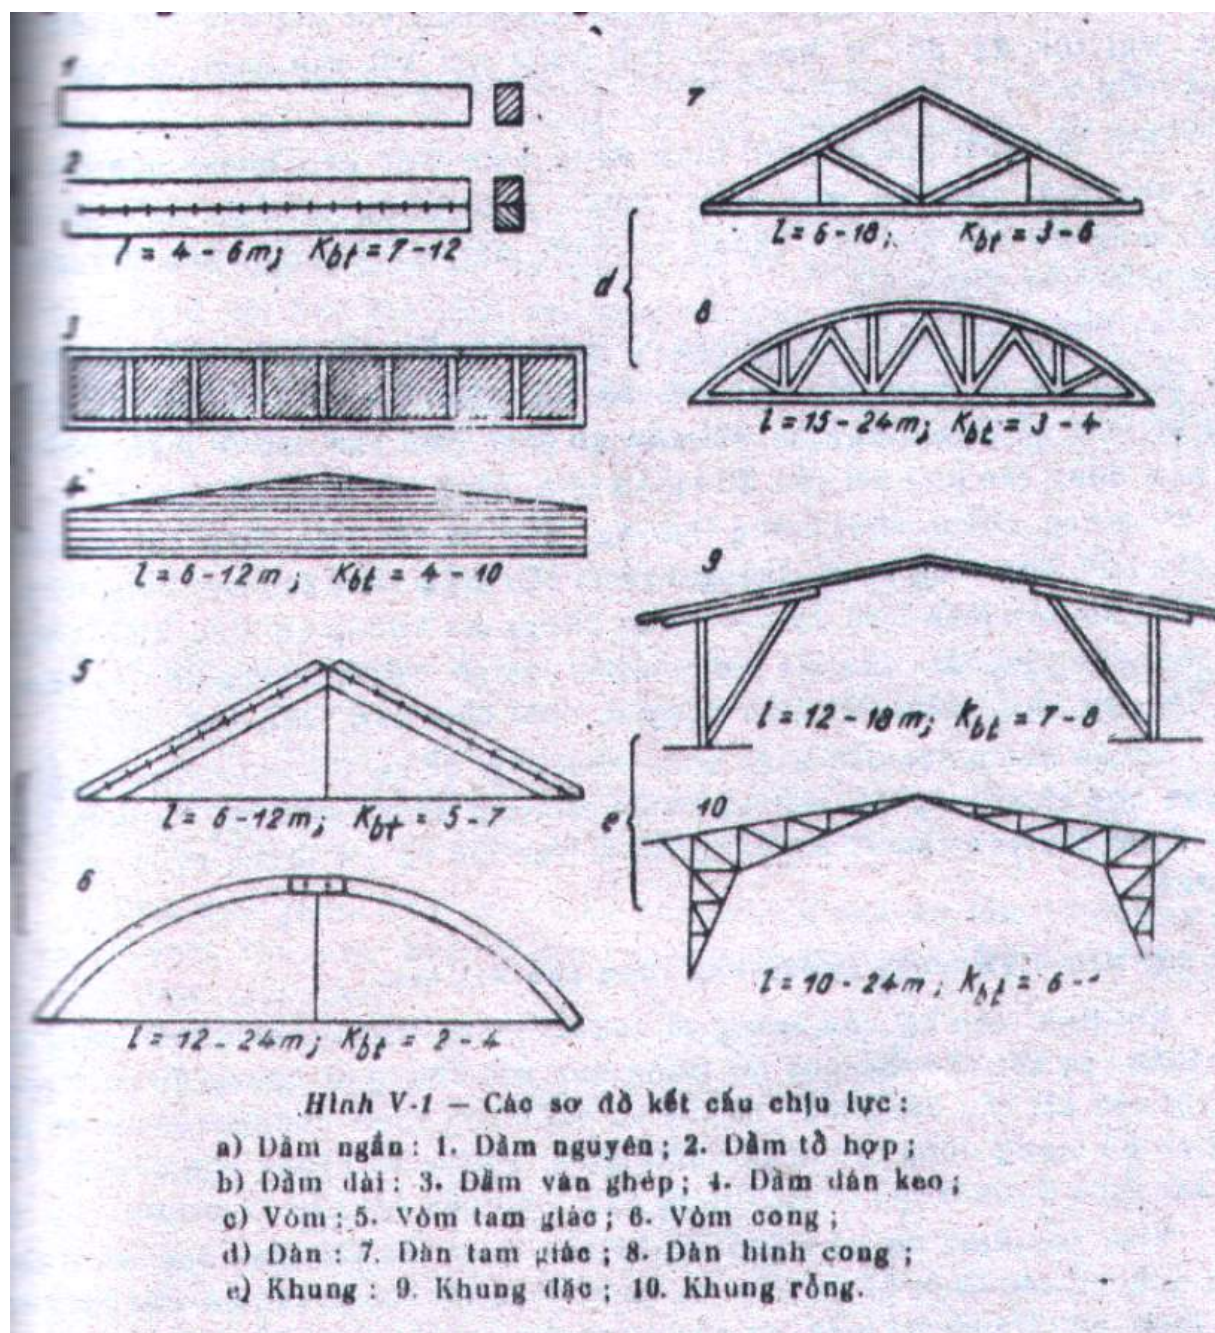 1
2
l = 4 - 6m; Kbt = 7-12
3
4
l = 6-12m; Kbt = 4-10
5
l = 6-12m; Kbt = 5-7
6
l = 12-24m; Kbt = 2-4
7
l = 6-18; Kbt = 3-6
d
8
l = 15-24m; Kbt = 3-4
9
l = 12-18m; Kbt = 7-8
e
10
l = 10-24m; Kbt = 6-
Hình V-1 — Các sơ đồ kết cấu chịu lực:
a) Dầm ngắn: 1. Dầm nguyên; 2. Dầm tổ hợp;
b) Dầm dài: 3. Dầm ván ghép; 4. Dầm dán keo;
c) Vòm: 5. Vòm tam giác; 6. Vòm cong;
d) Dàn: 7. Dàn tam giác; 8. Dàn hình cong;
e) Khung: 9. Khung đặc; 10. Khung rỗng.